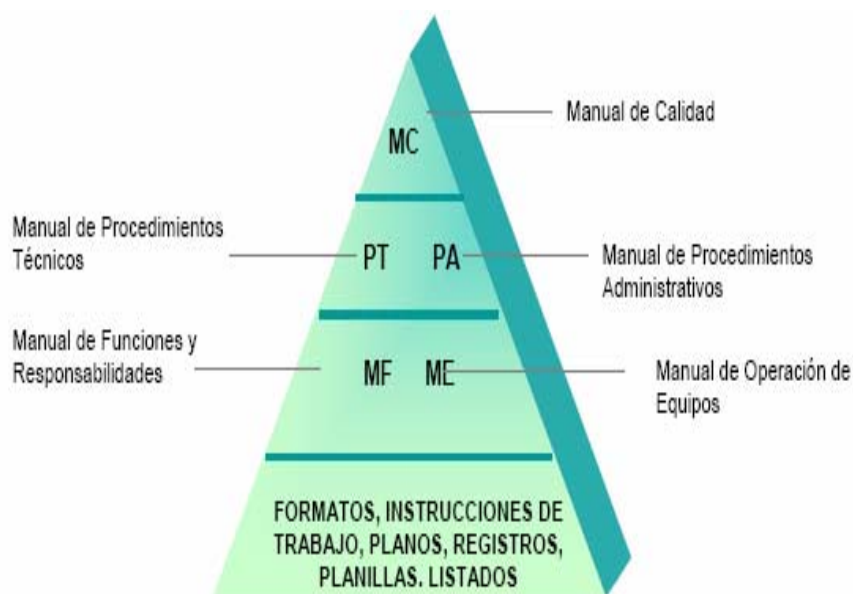 Manual de Calidad
MC
Manual de Procedimientos
Técnicos
PT PA
Manual de Procedimientos
Administrativos
Manual de Funciones y
Responsabilidades
MF ME
Manual de Operación de
Equipos
FORMATOS, INSTRUCCIONES DE
TRABAJO, PLANOS, REGISTROS,
PLANILLAS. LISTADOS